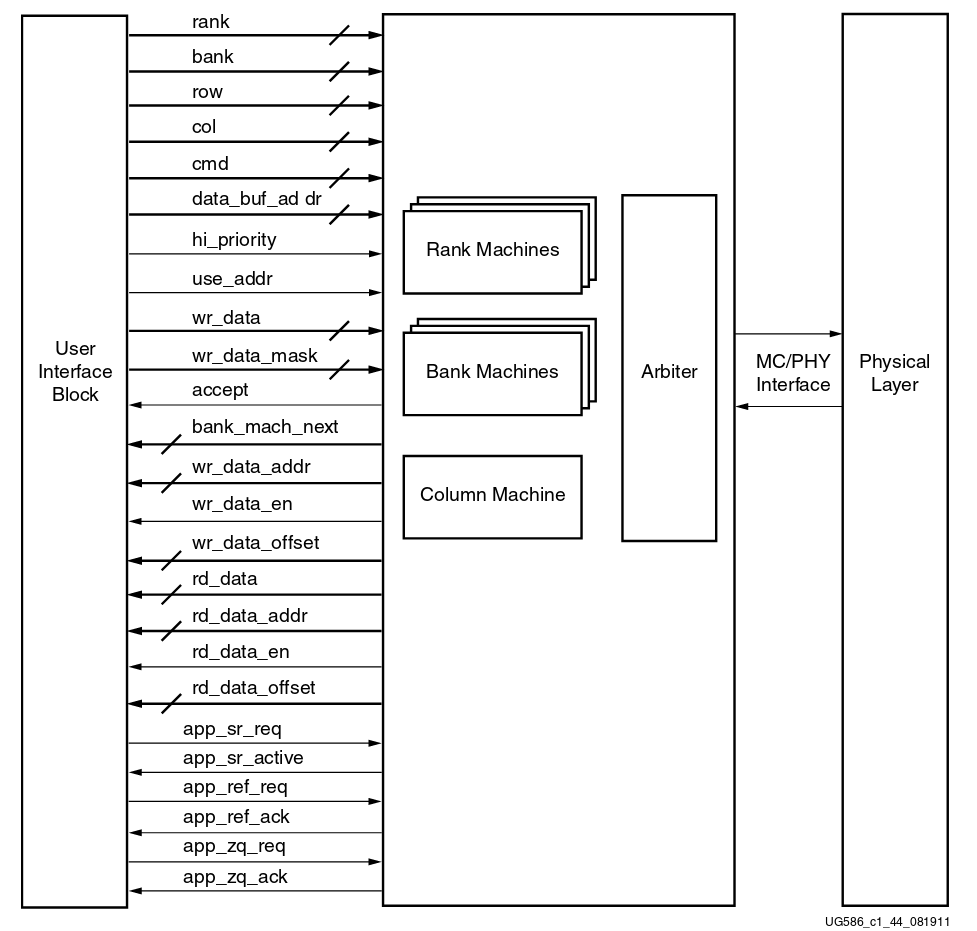 rank
bank
row
col
cmd
data_buf_ad dr
hi_priority
use_addr
wr_data
wr_data_mask
accept
bank_mach_next
wr_data_addr
wr_data_en
wr_data_offset
rd_data
rd_data_addr
rd_data_en
rd_data_offset
app_sr_req
app_sr_active
app_ref_req
app_ref_ack
app_zq_req
app_zq_ack
User
Interface
Block
Rank Machines
Bank Machines
Column Machine
Arbiter
MC/PHY
Interface
Physical
Layer
UG586_c1_44_081911